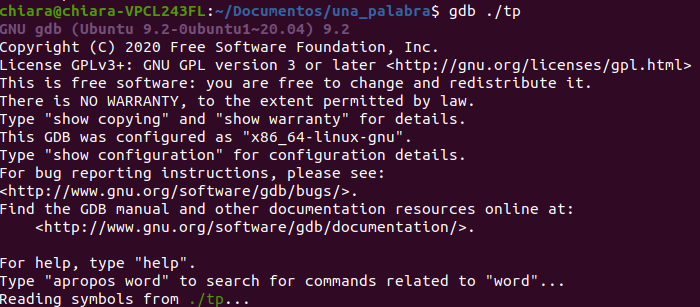 chiara@chiara-VPCL243FL:~/Documentos/una_palabra$ gdb ./tp
GNU gdb (Ubuntu 9.2-0ubuntu1~20.04) 9.2
Copyright (C) 2020 Free Software Foundation, Inc.
License GPLv3+: GNU GPL version 3 or later <http://gnu.org/licenses/gpl.html>
This is free software: you are free to change and redistribute it.
There is NO WARRANTY, to the extent permitted by law.
Type "show copying" and "show warranty" for details.
This GDB was configured as "x86_64-linux-gnu".
Type "show configuration" for configuration details.
For bug reporting instructions, please see:
<http://www.gnu.org/software/gdb/bugs/>.
Find the GDB manual and other documentation resources online at:
    <http://www.gnu.org/software/gdb/documentation/>.

For help, type "help".
Type "apropos word" to search for commands related to "word"...
Reading symbols from ./tp...